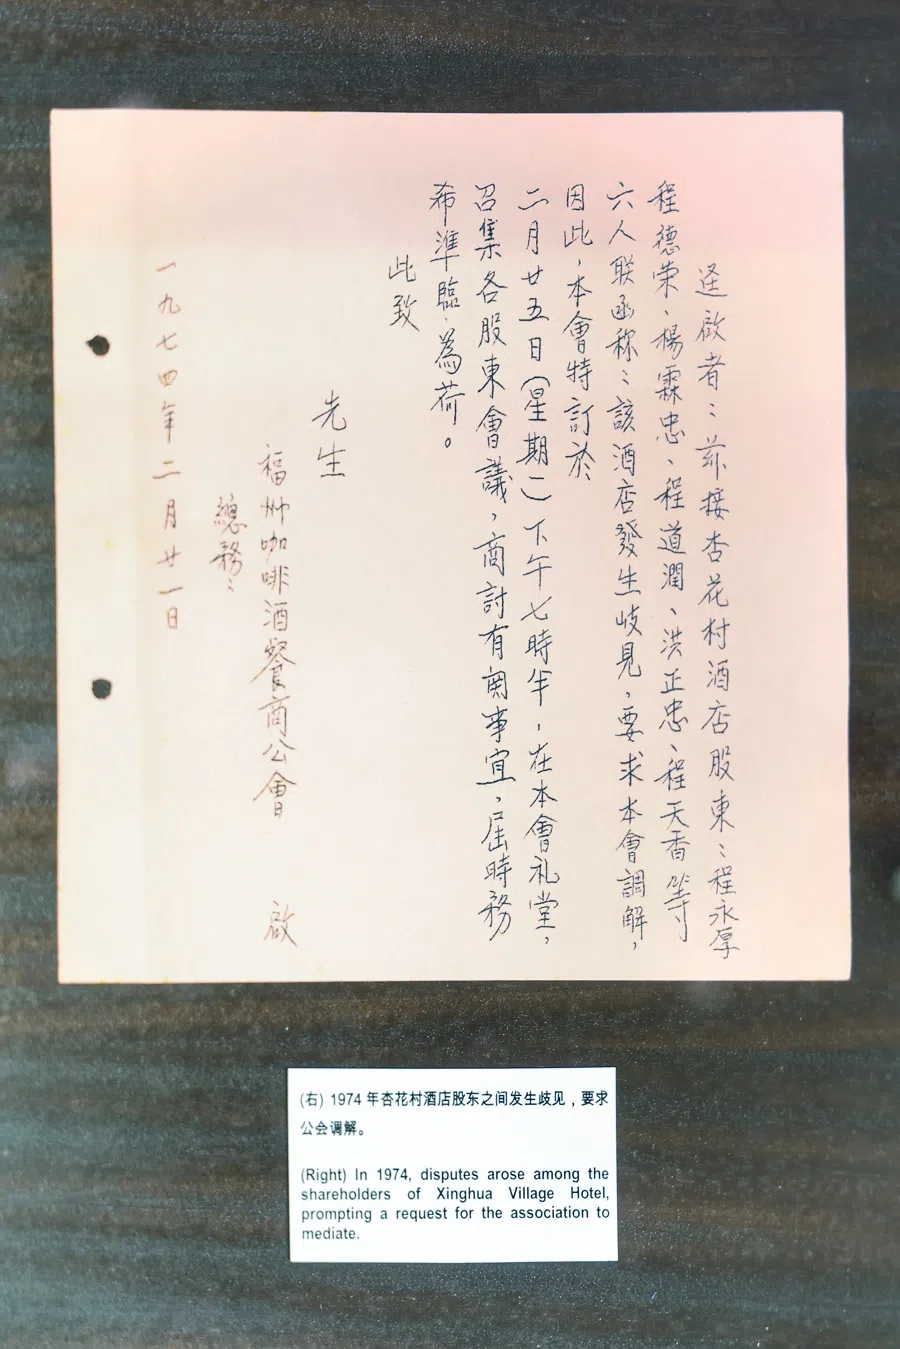 逕啟者：茲接杏花村酒店股東：程永厚
程德荣、楊霖忠、程道潤、洪正忠、程天香等
六人联函称：該酒店發生岐見，要求本會調解，
因此，本會特訂於
二月廿五日（星期二）下午七時半，在本會礼堂，
召集各股東會議，商討有関事宜，屆時務
希準臨，為荷。
此致
先生
福州咖啡酒餐商公會 啟
總務：
一九七四年二月廿一日
(右) 1974 年杏花村酒店股东之间发生歧见，要求
公会调解。
(Right) In 1974, disputes arose among the
shareholders of Xinghua Village Hotel,
prompting a request for the association to
mediate.